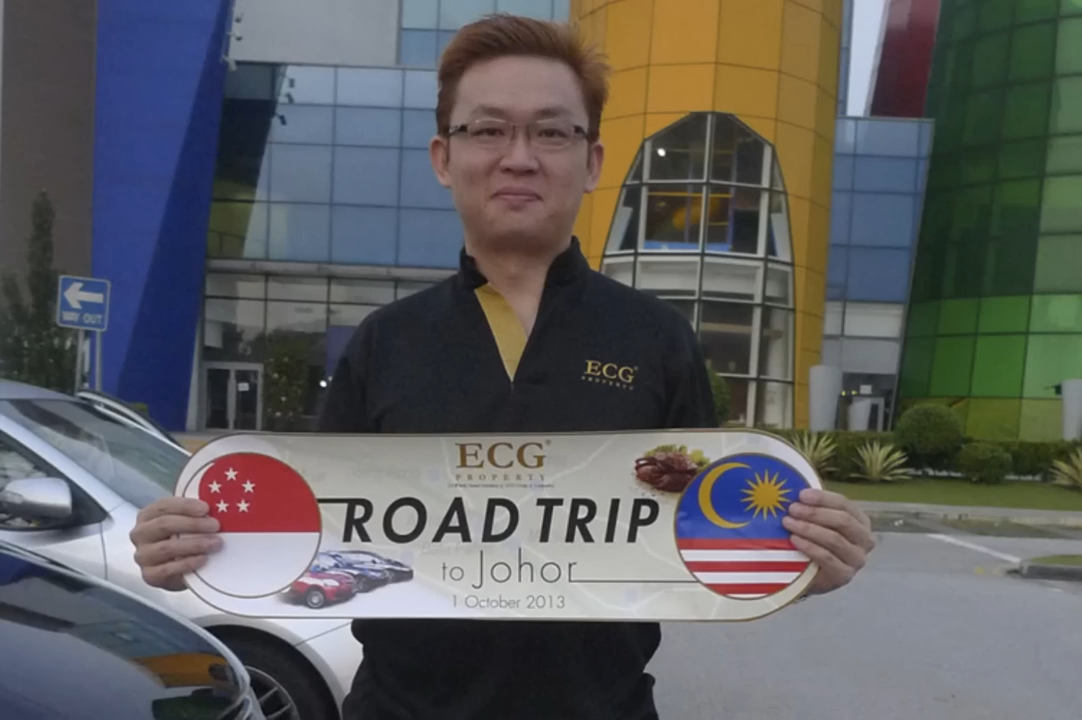 WAY OUT
ECG
PROPERTY
ECG
PROPERTY
ROAD TRIP
to Johor
1 October 2013